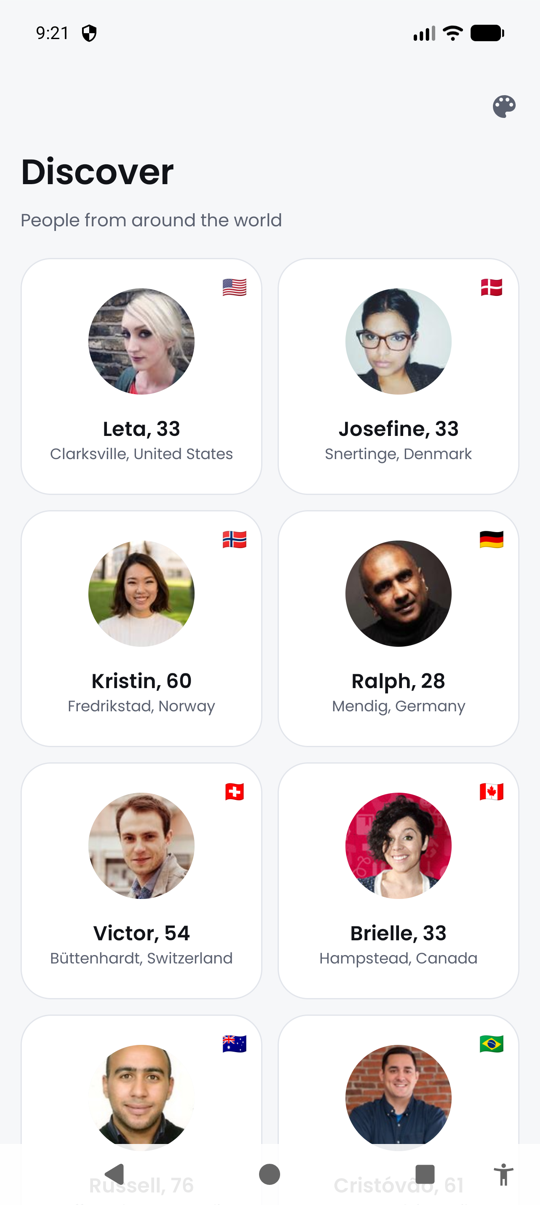 9:21
Discover
People from around the world
Leta, 33
Clarksville, United States
Josefine, 33
Snertinge, Denmark
Kristin, 60
Fredrikstad, Norway
Ralph, 28
Mendig, Germany
Victor, 54
Büttenhardt, Switzerland
Brielle, 33
Hampstead, Canada
Russell, 76
Cristóvão, 61